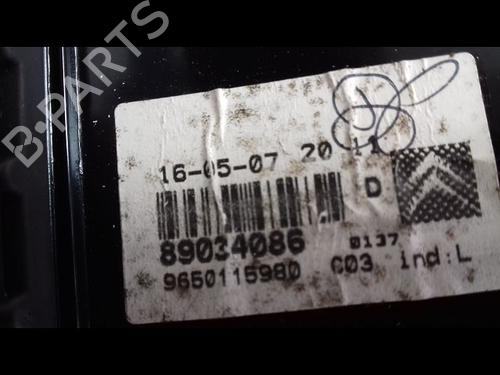 B-PARTS
16-05-07 20 11
D
89034086 0137
9650115980 C03 ind:L